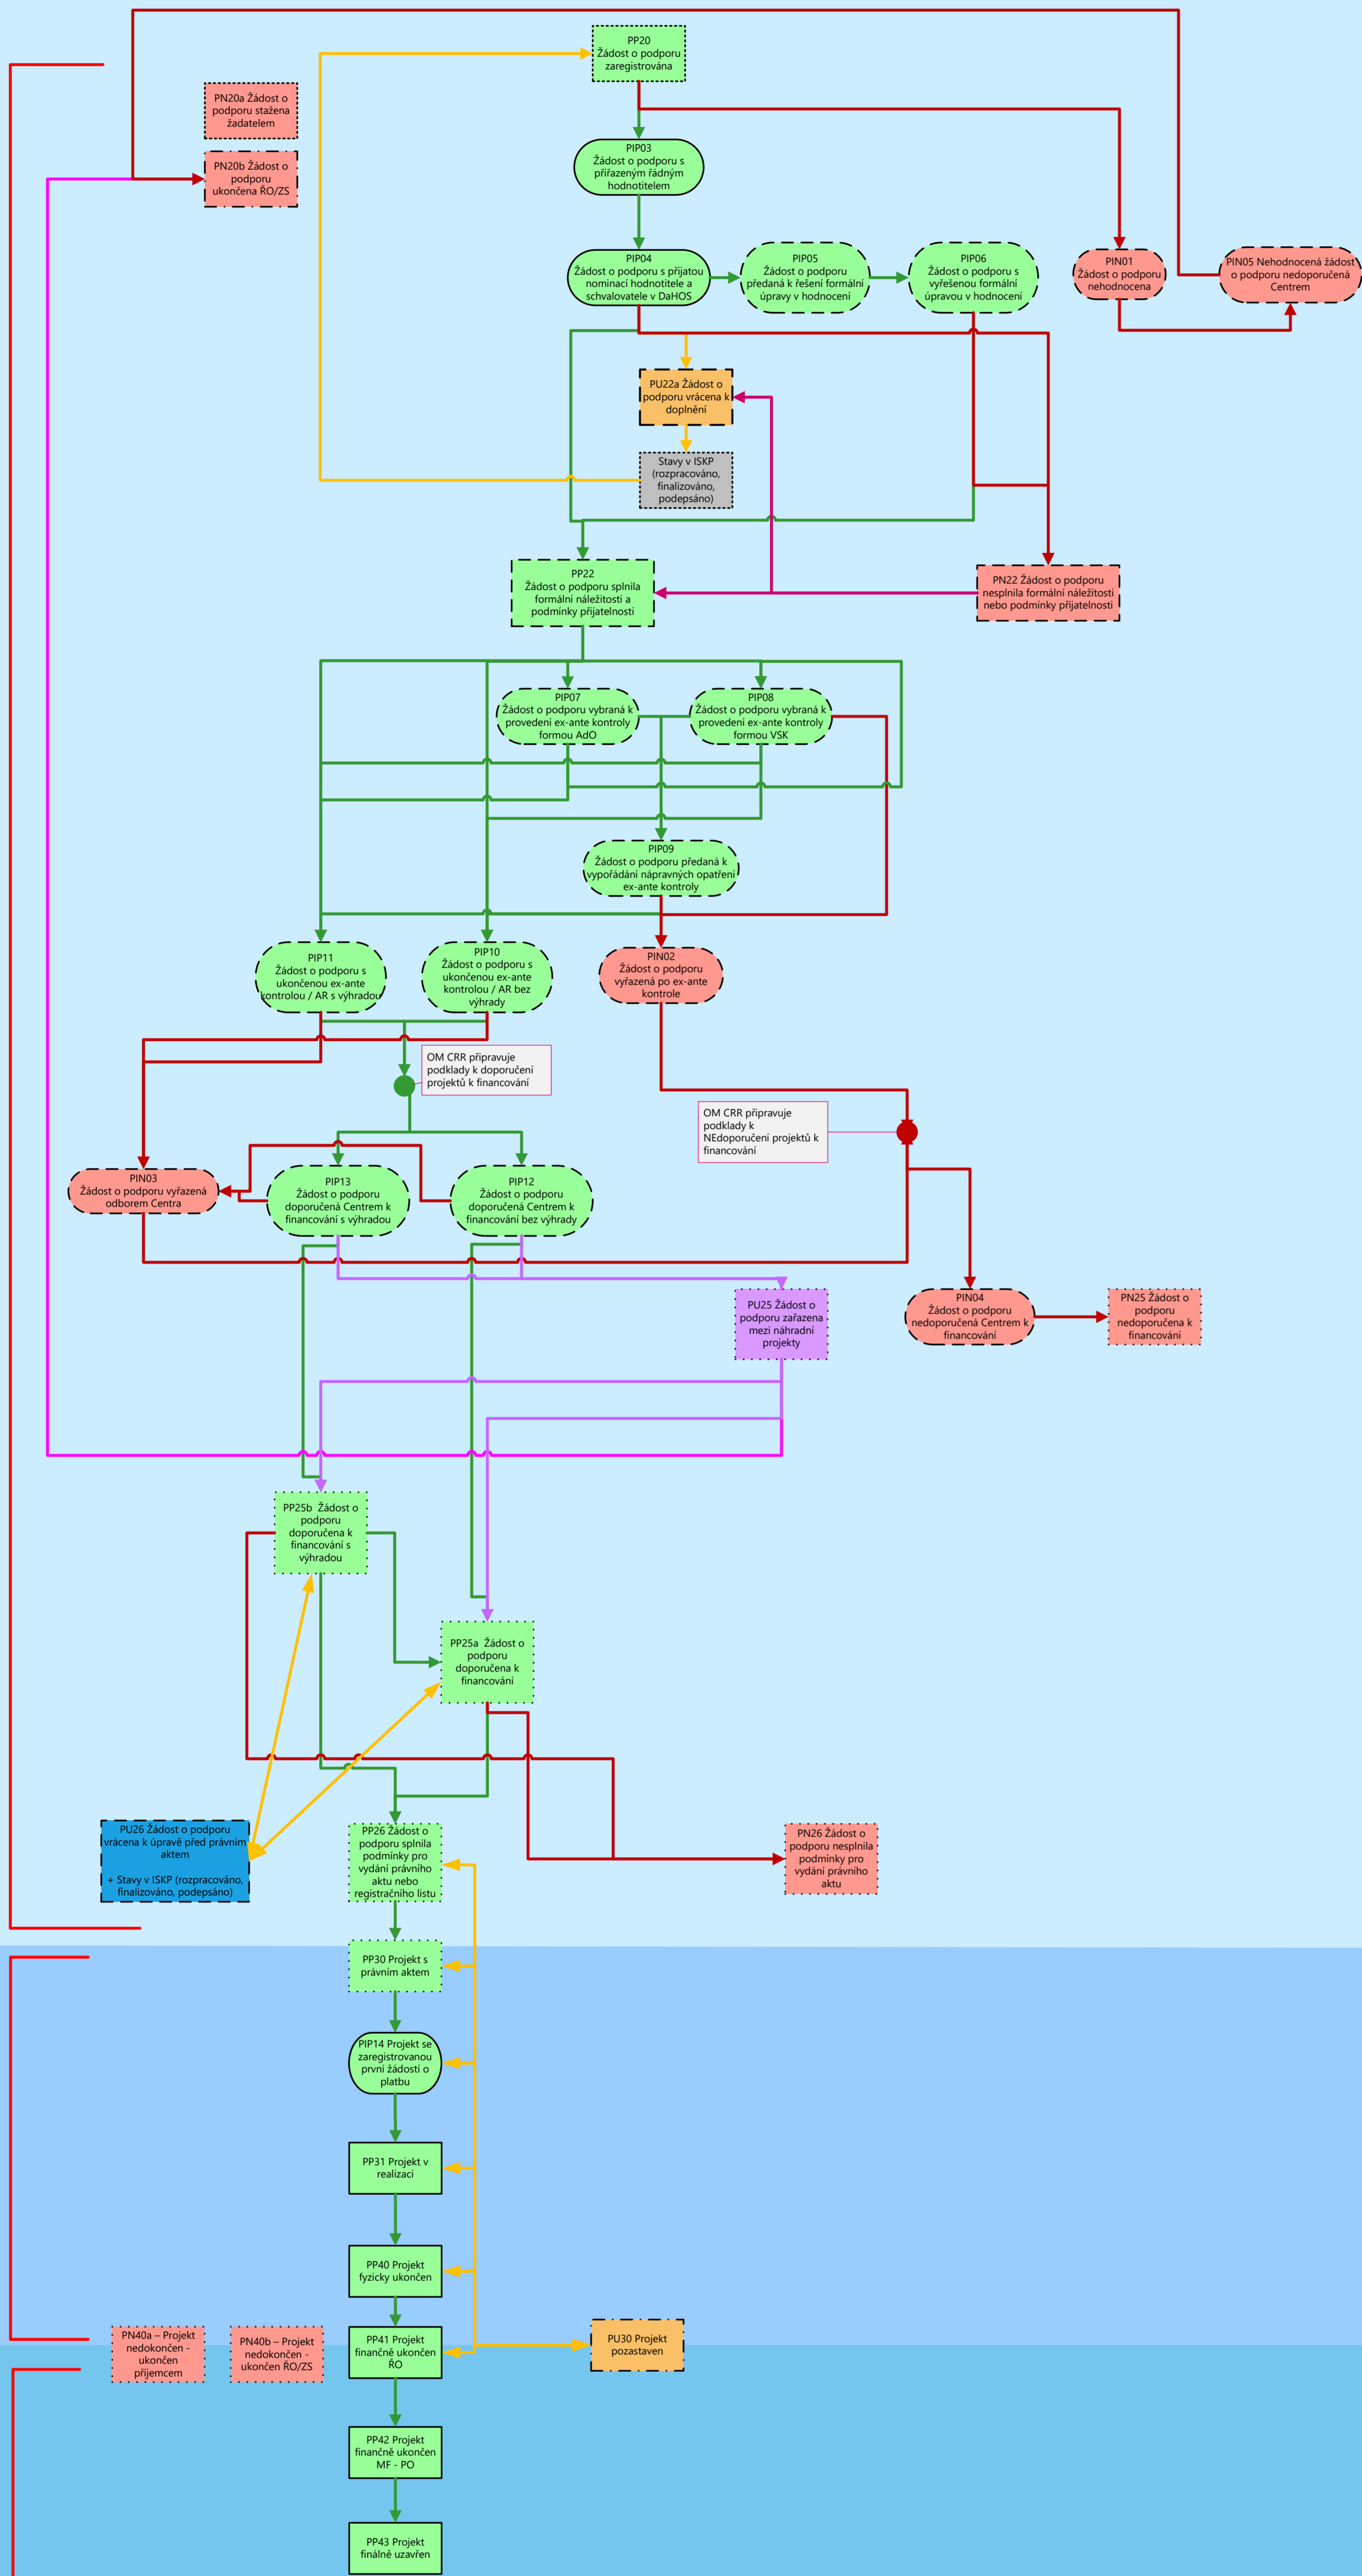 PP20
Žádost o podporu
zaregistrována
PN20a Žádost o
podporu stažena
žadatelem
PN20b Žádost o
podporu
ukončena ŘO/ZS
PIP03
Žádost o podporu s
přiřazeným řádným
hodnotitelem
PIP04
Žádost o podporu s přijatou
nominací hodnotitele a
schvalovatele v DaHOS
PIP05
Žádost o podporu
předaná k řešení formální
úpravy v hodnocení
PIP06
Žádost o podporu s
vyřešenou formální
úpravou v hodnocení
PIN01
Žádost o podporu
nehodnocena
PIN05 Nehodnocená žádost
o podporu nedoporučená
Centrem
PU22a Žádost o
podporu vrácena k
doplnění
Stavy v ISKP
(rozpracováno,
finalizováno,
podepsáno)
PP22
Žádost o podporu splnila
formální náležitosti a
podmínky přijatelnosti
PN22 Žádost o podporu
nesplnila formální náležitosti
nebo podmínky přijatelnosti
PIP07
Žádost o podporu vybraná k
provedení ex-ante kontroly
formou AdO
PIP08
Žádost o podporu vybraná k
provedení ex-ante kontroly
formou VSK
PIP09
Žádost o podporu předaná k
vypořádání nápravných opatření
ex-ante kontroly
PIP11
Žádost o podporu s
ukončenou ex-ante
kontrolou / AR s výhradou
PIP10
Žádost o podporu s
ukončenou ex-ante
kontrolou / AR bez
výhrady
PIN02
Žádost o podporu
vyřazená po ex-ante
kontrole
OM CRR připravuje
podklady k doporučení
projektů k financování
OM CRR připravuje
podklady k
NEdoporučení projektů k
financování
PIN03
Žádost o podporu vyřazená
odborem Centra
PIP13
Žádost o podporu
doporučená Centrem k
financování s výhradou
PIP12
Žádost o podporu
doporučená Centrem k
financování bez výhrady
PU25 Žádost o
podporu zařazena
mezi náhradní
projekty
PIN04
Žádost o podporu
nedoporučená Centrem k
financování
PN25 Žádost o
podporu
nedoporučena k
financování
PP25b  Žádost o
podporu
doporučena k
financování s
výhradou
PP25a  Žádost o
podporu
doporučena k
financování
PU26 Žádost o podporu
vrácena k úpravě před právním
aktem
+ Stavy v ISKP (rozpracováno,
finalizováno, podepsáno)
PP26 Žádost o
podporu splnila
podmínky pro
vydání právního
aktu nebo
registračního listu
PN26 Žádost o
podporu nesplnila
podmínky pro
vydání právního
aktu
PP30 Projekt s
právním aktem
PIP14 Projekt se
zaregistrovanou
první žádostí o
platbu
PP31 Projekt v
realizaci
PP40 Projekt
fyzicky ukončen
PN40a – Projekt
nedokončen -
ukončen
příjemcem
PN40b – Projekt
nedokončen -
ukončen ŘO/ZS
PP41 Projekt
finančně ukončen
ŘO
PU30 Projekt
pozastaven
PP42 Projekt
finančně ukončen
MF - PO
PP43 Projekt
finálně uzavřen